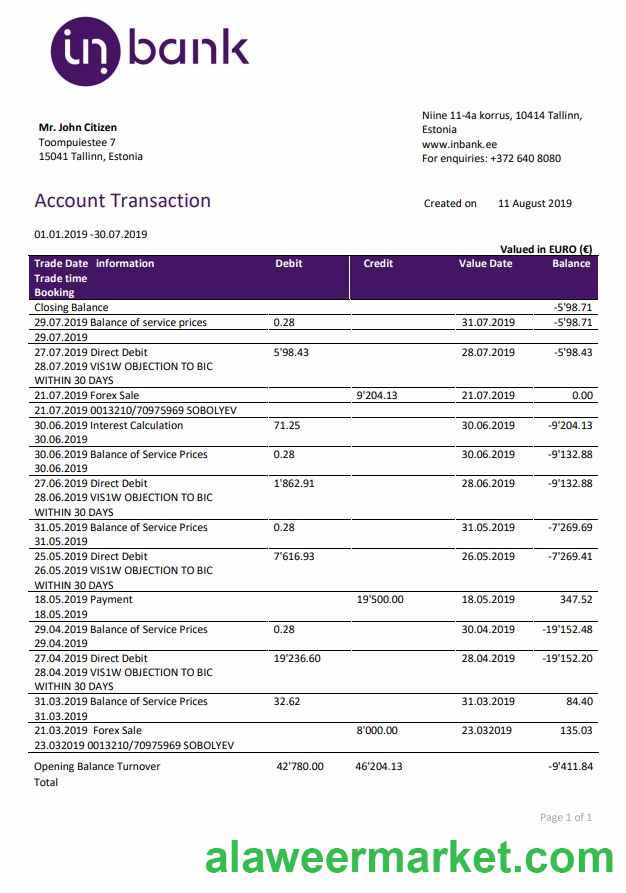 in bank
Mr. John Citizen
Toompuiestee 7
15041 Tallinn, Estonia
Niine 11-4a korrus, 10414 Tallinn,
Estonia
www.inbank.ee
For enquiries: +372 640 8080
Account Transaction
Created on 11 August 2019
01.01.2019 -30.07.2019
Valued in EURO (€)
Trade Date information Debit Credit Value Date Balance
Trade time
Booking
Closing Balance -5'98.71
29.07.2019 Balance of service prices 0.28 31.07.2019 -5'98.71
29.07.2019
27.07.2019 Direct Debit 5'98.43 28.07.2019 -5'98.43
28.07.2019 VIS1W OBJECTION TO BIC
WITHIN 30 DAYS
21.07.2019 Forex Sale 9'204.13 21.07.2019 0.00
21.07.2019 0013210/70975969 SOBOLYEV
30.06.2019 Interest Calculation 71.25 30.06.2019 -9'204.13
30.06.2019
30.06.2019 Balance of Service Prices 0.28 30.06.2019 -9'132.88
30.06.2019
27.06.2019 Direct Debit 1'862.91 28.06.2019 -9'132.88
28.06.2019 VIS1W OBJECTION TO BIC
WITHIN 30 DAYS
31.05.2019 Balance of Service Prices 0.28 31.05.2019 -7'269.69
31.05.2019
25.05.2019 Direct Debit 7'616.93 26.05.2019 -7'269.41
26.05.2019 VIS1W OBJECTION TO BIC
WITHIN 30 DAYS
18.05.2019 Payment 19'500.00 18.05.2019 347.52
18.05.2019
29.04.2019 Balance of Service Prices 0.28 30.04.2019 -19'152.48
29.04.2019
27.04.2019 Direct Debit 19'236.60 28.04.2019 -19'152.20
28.04.2019 VIS1W OBJECTION TO BIC
WITHIN 30 DAYS
31.03.2019 Balance of Service Prices 32.62 31.03.2019 84.40
31.03.2019
21.03.2019 Forex Sale 8'000.00 23.032019 135.03
23.032019 0013210/70975969 SOBOLYEV
Opening Balance Turnover 42'780.00 46'204.13 -9'411.84
Total
Page 1 of 1
alaweermarket.com